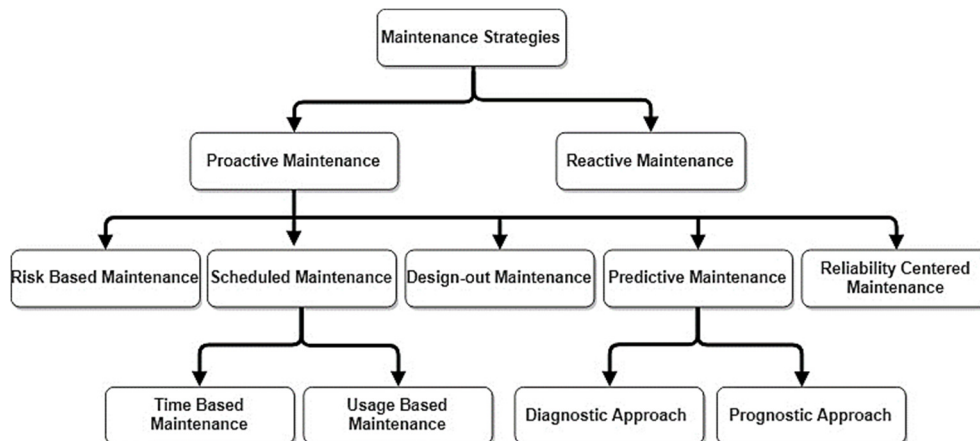 Maintenance Strategies
Proactive Maintenance
Reactive Maintenance
Risk Based Maintenance
Scheduled Maintenance
Design-out Maintenance
Predictive Maintenance
Reliability Centered
Maintenance
Time Based
Maintenance
Usage Based
Maintenance
Diagnostic Approach
Prognostic Approach